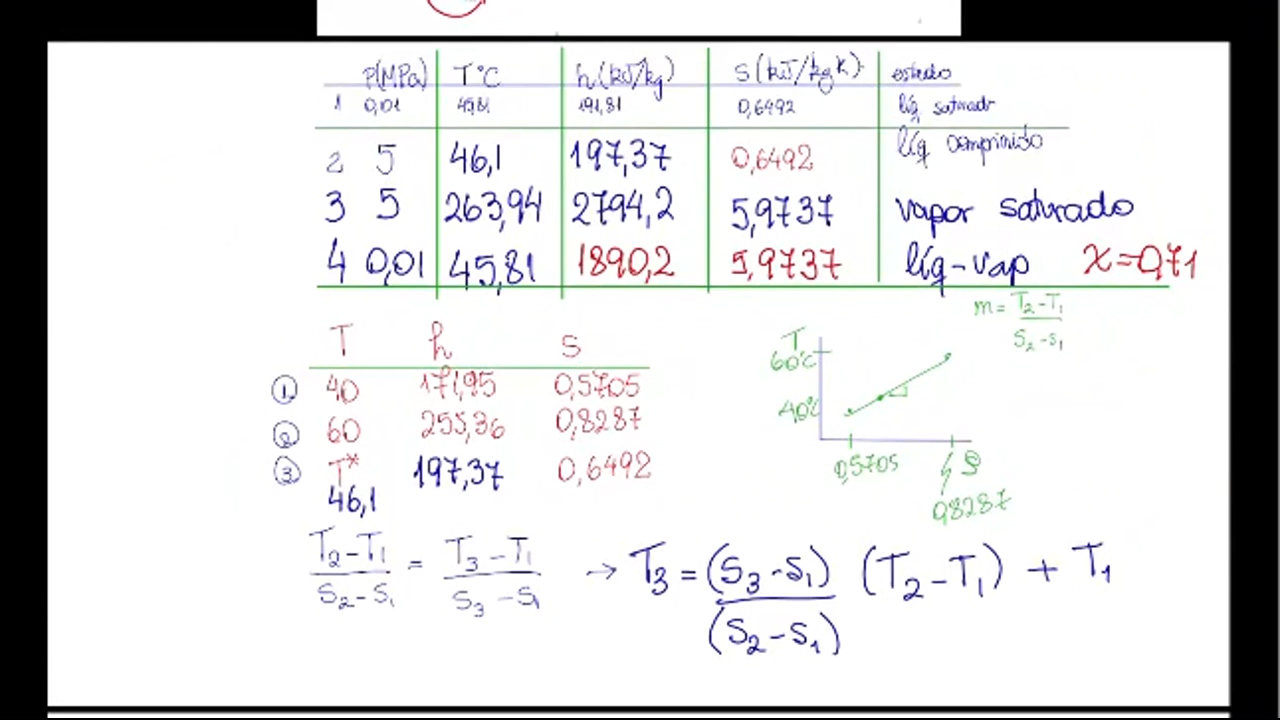 P(MPa) T°C h(kJ/kg) s(kJ/kgK) estado
1 0,01 45,81 191,81 0,6492 líq saturado
2 5 46,1 197,37 0,6492 líq comprimido
3 5 263,94 2794,2 5,9737 vapor saturado
4 0,01 45,81 1890,2 5,9737 líq-vap x=0,71
m = T2-T1
S2-S1
T h S
1 40 171,95 0,5705
2 60 255,36 0,8287
3 T* 197,37 0,6492
46,1
T
60°C
40°C
0,5705 S
0,8287
T2-T1 = T3-T1 → T3 = (S3-S1) (T2-T1) + T1
S2-S1 S3-S1 (S2-S1)